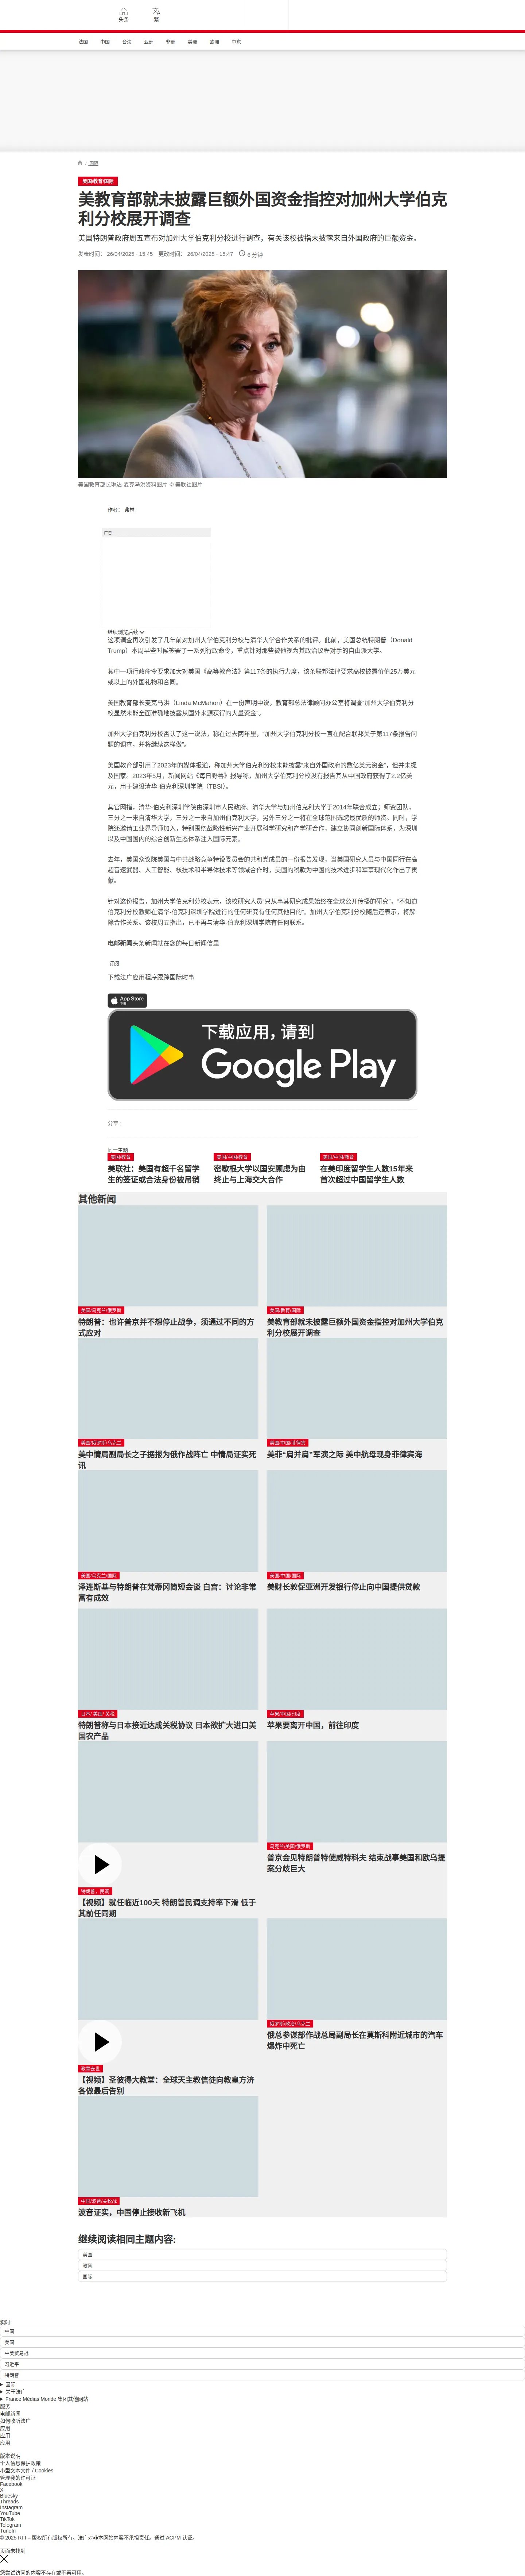 头条
繁
法国
中国
台海
亚洲
非洲
美洲
欧洲
中东
/ 国际
美国/教育/国际
美教育部就未披露巨额外国资金指控对加州大学伯克
利分校展开调查
美国特朗普政府周五宣布对加州大学伯克利分校进行调查，有关该校被指未披露来自外国政府的巨额资金。
发表时间： 26/04/2025 - 15:45 更改时间： 26/04/2025 - 15:47 6 分钟
美国教育部长琳达·麦克马洪资料图片 © 美联社图片
作者： 弗林
广告
继续浏览后续
这项调查再次引发了几年前对加州大学伯克利分校与清华大学合作关系的批评。此前，美国总统特朗普（Donald
Trump）本周早些时候签署了一系列行政命令，重点针对那些被他视为其政治议程对手的自由派大学。
其中一项行政命令要求加大对美国《高等教育法》第117条的执行力度，该条联邦法律要求高校披露价值25万美元
或以上的外国礼物和合同。
美国教育部长麦克马洪（Linda McMahon）在一份声明中说，教育部总法律顾问办公室将调查“加州大学伯克利分
校显然未能全面准确地披露从国外来源获得的大量资金”。
加州大学伯克利分校否认了这一说法，称在过去两年里，“加州大学伯克利分校一直在配合联邦关于第117条报告问
题的调查，并将继续这样做”。
美国教育部引用了2023年的媒体报道，称加州大学伯克利分校未能披露“来自外国政府的数亿美元资金”，但并未提
及国家。2023年5月，新闻网站《每日野兽》报导称，加州大学伯克利分校没有报告其从中国政府获得了2.2亿美
元，用于建设清华-伯克利深圳学院（TBSI）。
其官网指，清华-伯克利深圳学院由深圳市人民政府、清华大学与加州伯克利大学于2014年联合成立；师资团队，
三分之一来自清华大学，三分之一来自加州伯克利大学，另外三分之一将在全球范围选聘最优质的师资。同时，学
院还邀请工业界导师加入，特别围绕战略性新兴产业开展科学研究和产学研合作，建立协同创新国际体系，为深圳
以及中国国内的综合创新生态体系注入国际元素。
去年，美国众议院美国与中共战略竞争特设委员会的共和党成员的一份报告发现，当美国研究人员与中国同行在高
超音速武器、人工智能、核技术和半导体技术等领域合作时，美国的税款为中国的技术进步和军事现代化作出了贡
献。
针对这份报告，加州大学伯克利分校表示，该校研究人员“只从事其研究成果始终在全球公开传播的研究”，“不知道
伯克利分校教师在清华-伯克利深圳学院进行的任何研究有任何其他目的”。加州大学伯克利分校随后还表示，将解
除合作关系。该校周五指出，已不再与清华-伯克利深圳学院有任何联系。
电邮新闻头条新闻就在您的每日新闻信里
订阅
下载法广应用程序跟踪国际时事
App Store
下载
下载应用，请到
Google Play
分享 :
同一主题
美国/教育
美联社：美国有超千名留学
生的签证或合法身份被吊销
美国/中国/教育
密歇根大学以国安顾虑为由
终止与上海交大合作
美国/中国/教育
在美印度留学生人数15年来
首次超过中国留学生人数
其他新闻
美国/乌克兰/俄罗斯
特朗普：也许普京并不想停止战争，须通过不同的方
式应对
美国/教育/国际
美教育部就未披露巨额外国资金指控对加州大学伯克
利分校展开调查
美国/俄罗斯/乌克兰
美中情局副局长之子据报为俄作战阵亡 中情局证实死
讯
美国/中国/菲律宾
美菲“肩并肩”军演之际 美中航母现身菲律宾海
美国/乌克兰/国际
泽连斯基与特朗普在梵蒂冈简短会谈 白宫：讨论非常
富有成效
美国/中国/国际
美财长敦促亚洲开发银行停止向中国提供贷款
日本/ 美国/ 关税
特朗普称与日本接近达成关税协议 日本欲扩大进口美
国农产品
苹果/中国/印度
苹果要离开中国，前往印度
特朗普，民调
【视频】就任临近100天 特朗普民调支持率下滑 低于
其前任同期
乌克兰/美国/俄罗斯
普京会见特朗普特使威特科夫 结束战事美国和欧乌提
案分歧巨大
教皇去世
【视频】圣彼得大教堂：全球天主教信徒向教皇方济
各做最后告别
俄罗斯/政治/乌克兰
俄总参谋部作战总局副局长在莫斯科附近城市的汽车
爆炸中死亡
中国/波音/关税战
波音证实，中国停止接收新飞机
继续阅读相同主题内容:
美国
教育
国际
实时
中国
美国
中美贸易战
习近平
特朗普
国际
关于法广
France Médias Monde 集团其他网站
服务
电邮新闻
如何收听法广
应用
应用
应用
版本说明
个人信息保护政策
小型文本文件 / Cookies
管理我的许可证
Facebook
X
Bluesky
Threads
Instagram
YouTube
TikTok
Telegram
TuneIn
© 2025 RFI – 版权所有版权所有。法广对非本网站内容不承担责任。通过 ACPM 认证。
页面未找到
您尝试访问的内容不存在或不再可用。